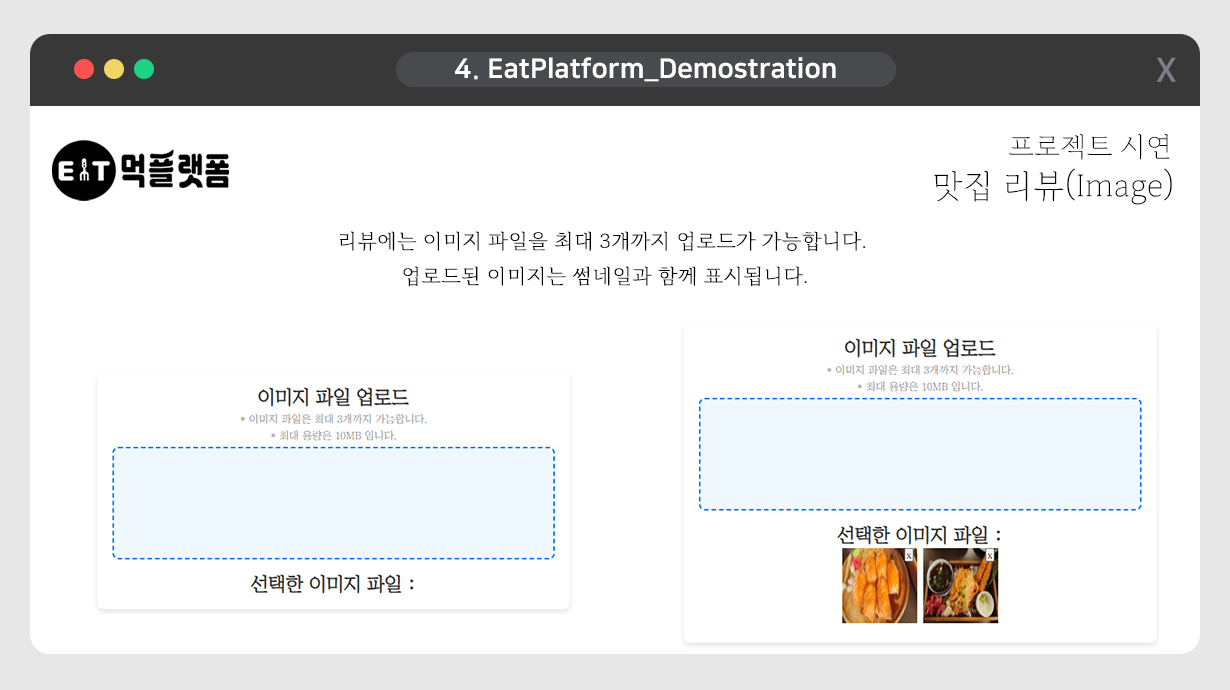 4. EatPlatform_Demostration
X
EAT 먹플랫폼
프로젝트 시연
맛집 리뷰(Image)
리뷰에는 이미지 파일을 최대 3개까지 업로드가 가능합니다.
업로드된 이미지는 썸네일과 함께 표시됩니다.
이미지 파일 업로드
* 이미지 파일은 최대 3개까지 가능합니다.
* 최대 용량은 10MB 입니다.
선택한 이미지 파일 :
이미지 파일 업로드
* 이미지 파일은 최대 3개까지 가능합니다.
* 최대 용량은 10MB 입니다.
선택한 이미지 파일 :
X X